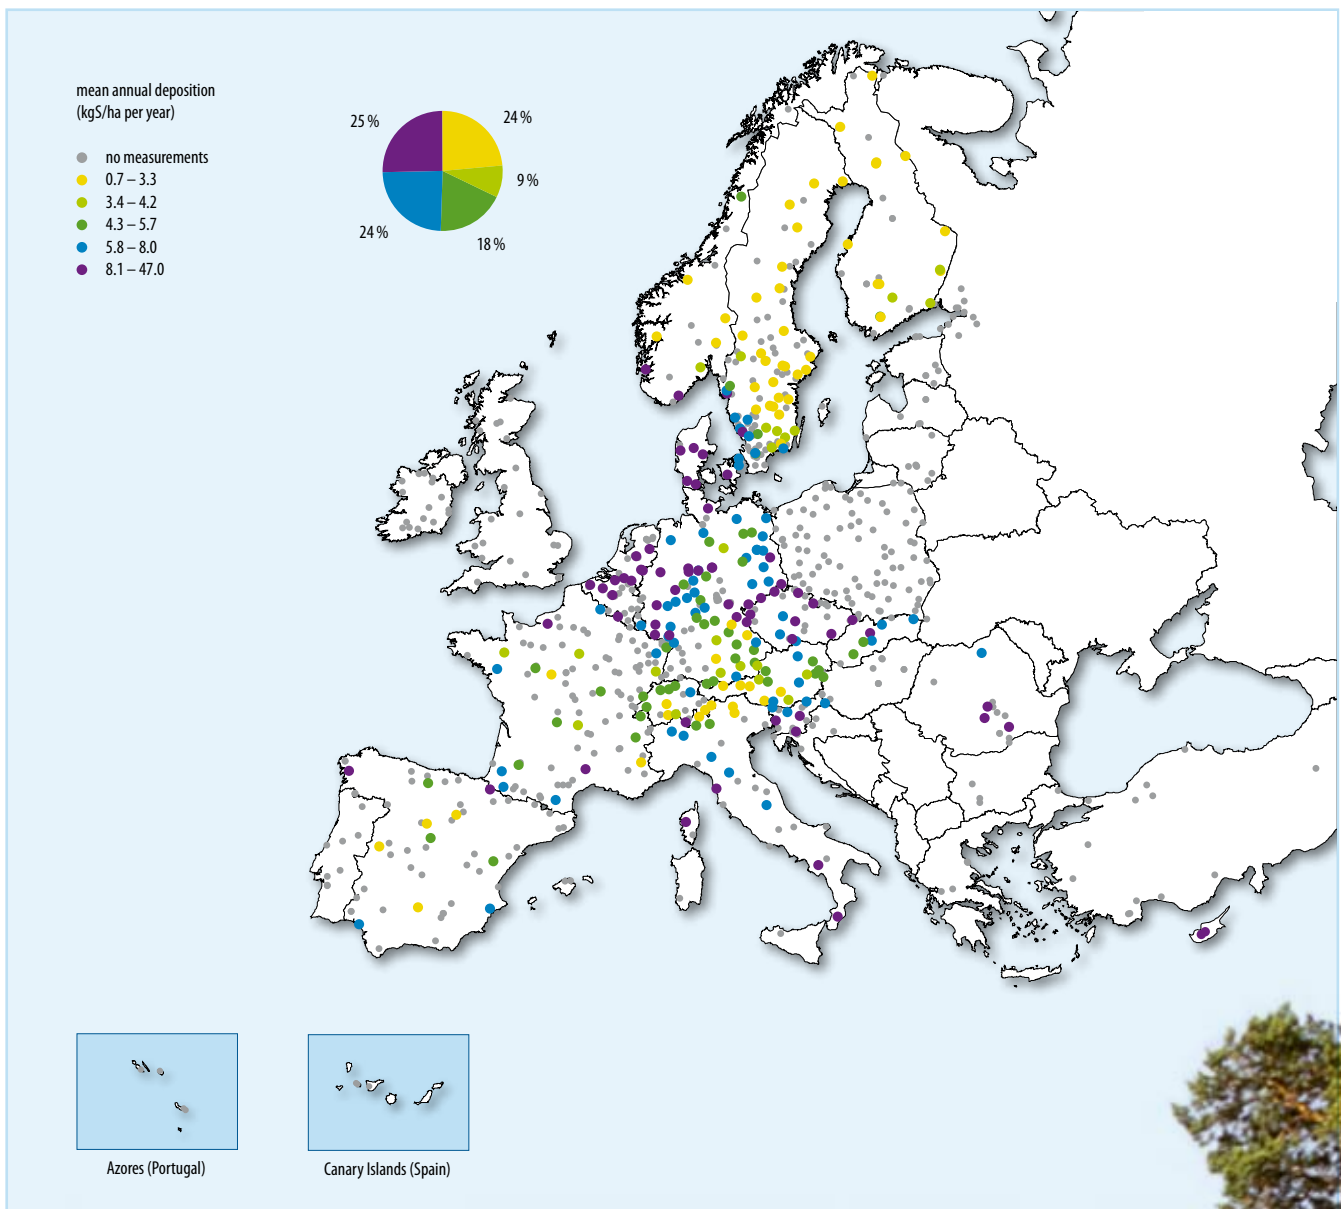 mean annual deposition
(kgS/ha per year)
no measurements
0.7 – 3.3
3.4 – 4.2
4.3 – 5.7
5.8 – 8.0
8.1 – 47.0
25 %
24 %
9 %
24 %
18 %
Azores (Portugal)
Canary Islands (Spain)